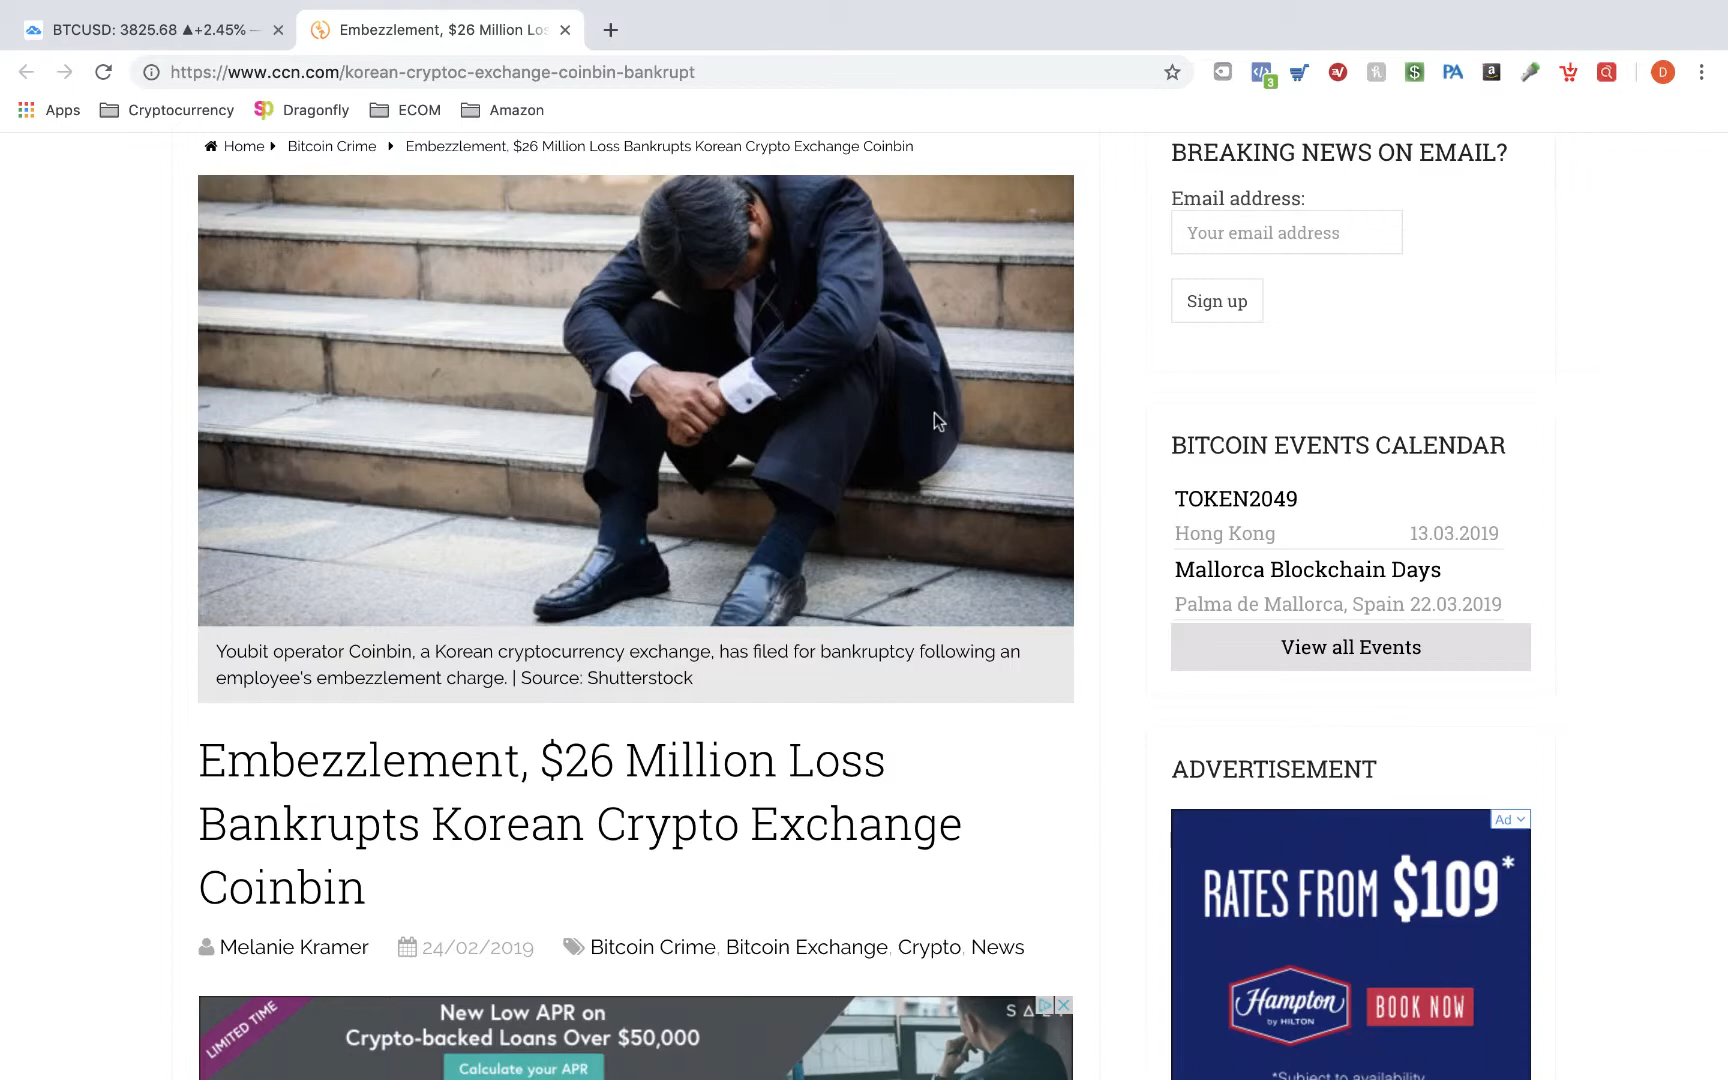 BTCUSD: 3825.68 ▲+2.45% —
Embezzlement, $26 Million Los
https://www.ccn.com/korean-cryptoc-exchange-coinbin-bankrupt
3
PA
D
Apps
Cryptocurrency
Dragonfly
ECOM
Amazon
Home
Bitcoin Crime
Embezzlement, $26 Million Loss Bankrupts Korean Crypto Exchange Coinbin
Youbit operator Coinbin, a Korean cryptocurrency exchange, has filed for bankruptcy following an
employee's embezzlement charge. | Source: Shutterstock
Embezzlement, $26 Million Loss
Bankrupts Korean Crypto Exchange
Coinbin
Melanie Kramer 24/02/2019 Bitcoin Crime, Bitcoin Exchange, Crypto, News
LIMITED TIME
New Low APR on
Crypto-backed Loans Over $50,000
Calculate your APR
BREAKING NEWS ON EMAIL?
Email address:
Your email address
Sign up
BITCOIN EVENTS CALENDAR
TOKEN2049
Hong Kong 13.03.2019
Mallorca Blockchain Days
Palma de Mallorca, Spain 22.03.2019
View all Events
ADVERTISEMENT
Ad
RATES FROM $109*
Hampton
by HILTON
BOOK NOW
*Subject to availability